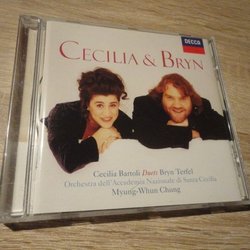 DECCA
CECILIA & BRYN
Cecilia Bartoli Duets Bryn Terfel
Orchestra dell'Accademia Nazionale di Santa Cecilia
Myung-Whun Chung